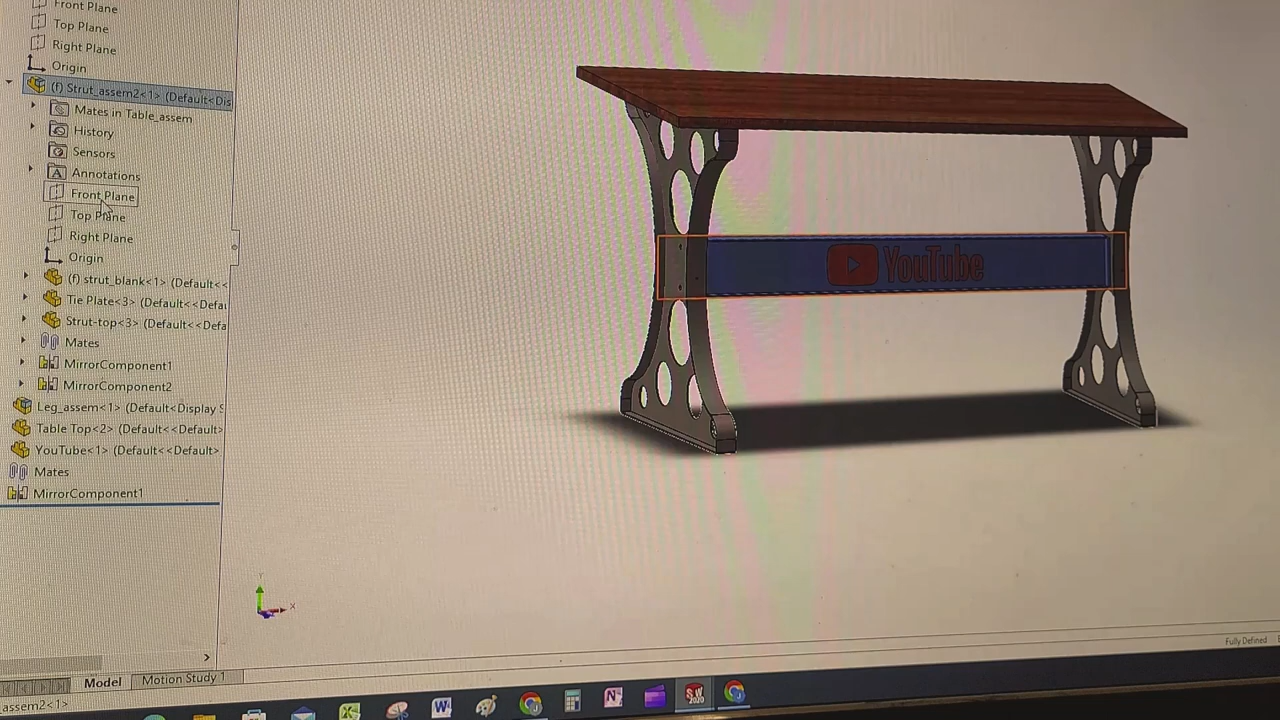 Front Plane
Top Plane
Right Plane
Origin
(f) Strut_assem2<1> (Default<Dis
Mates in Table_assem
History
Sensors
Annotations
Front Plane
Top Plane
Right Plane
Origin
(f) strut_blank<1> (Default<<
Tie Plate<3> (Default<<Defa
Strut-top<3> (Default<<Defa
Mates
MirrorComponent1
MirrorComponent2
Leg_assem<1> (Default<Display S
Table Top<2> (Default<<Default>
YouTube<1> (Default<<Default>
Mates
MirrorComponent1
YouTube
Y
X
Fully Defined
Model
Motion Study 1
_assem2<1>
W
N
SW
2020